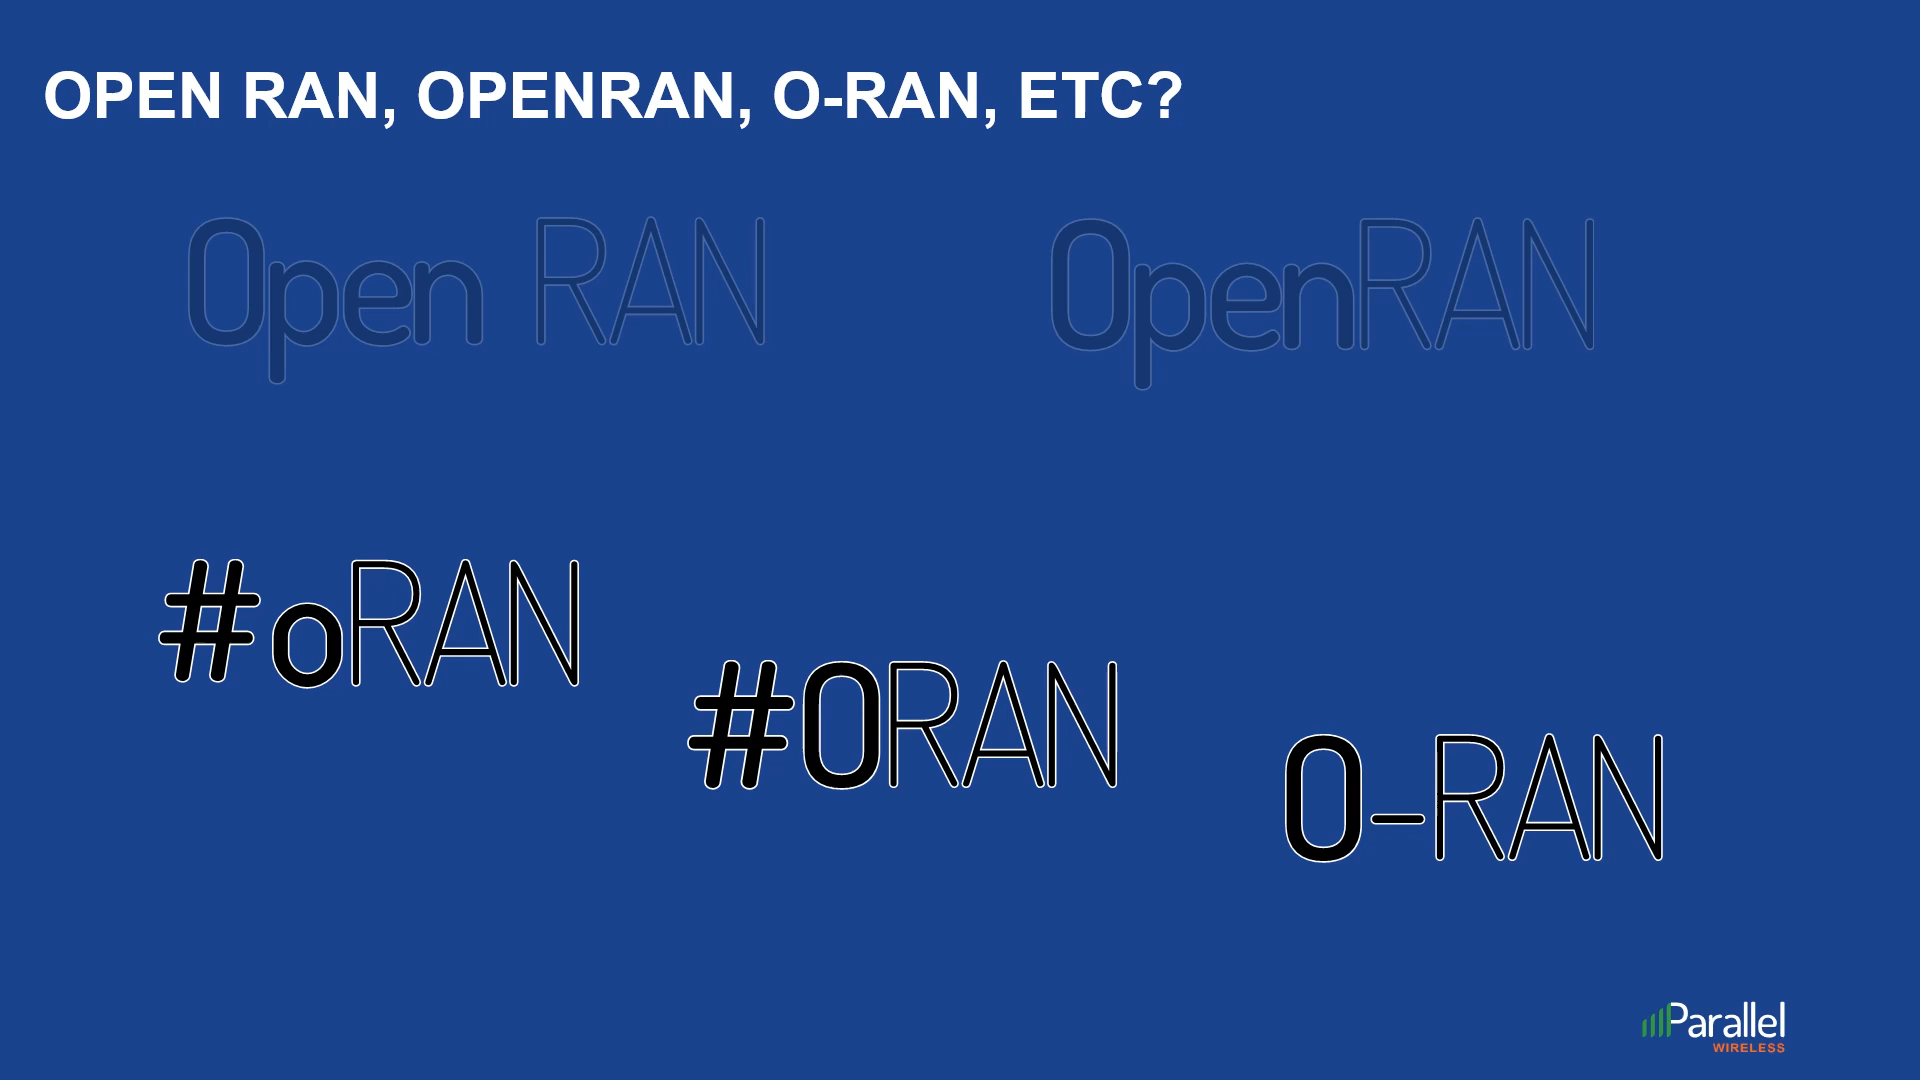 OPEN RAN, OPENRAN, O-RAN, ETC?
Open RAN
OpenRAN
#oRAN
#ORAN
O-RAN
Parallel
WIRELESS